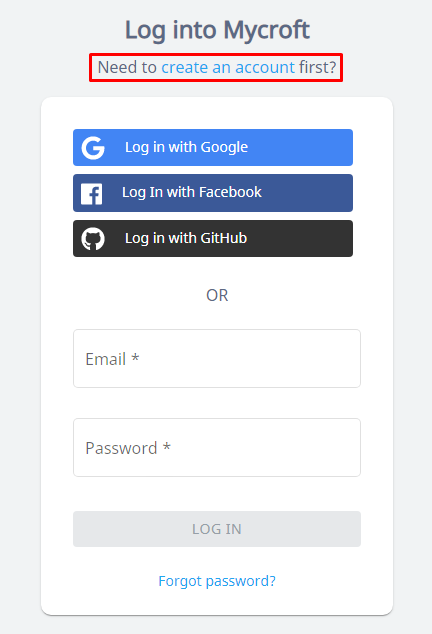 Log into Mycroft
Need to create an account first?
Log in with Google
Log In with Facebook
Log in with GitHub
OR
Email *
Password *
LOG IN
Forgot password?